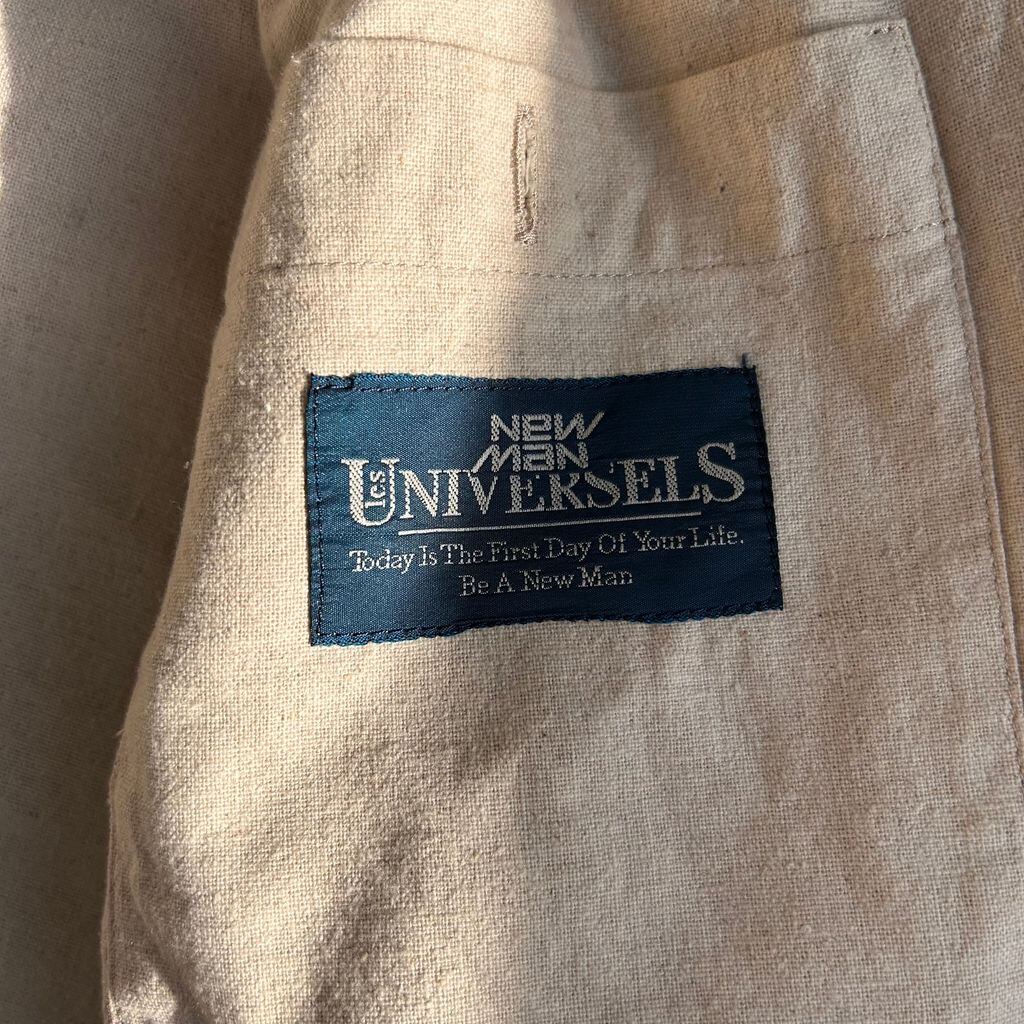 NEW
MAN
les UNIVERSELS
Today Is The First Day Of Your Life.
Be A New Man